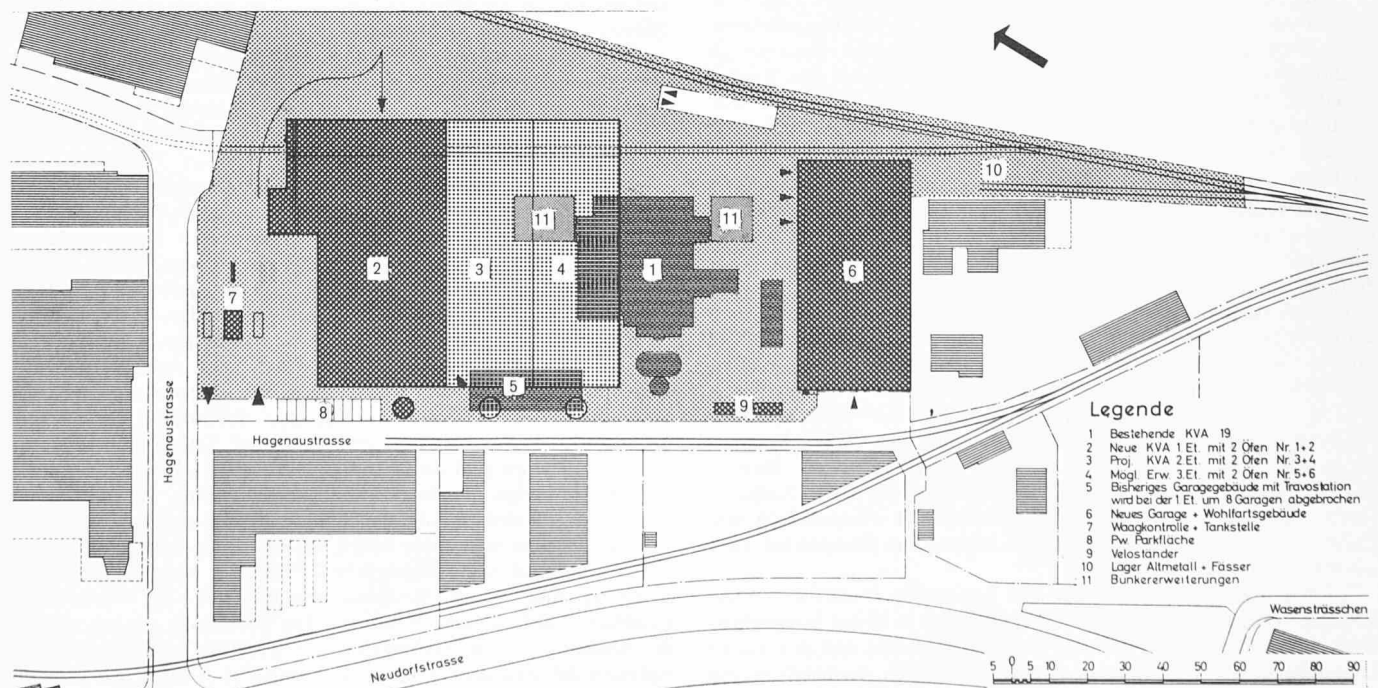 10
11
11
2
3
4
1
6
7
5
8
9
Hagenaustrasse
Hagenaustrasse
Neudorfstrasse
Wasensträsschen
Legende
1 Bestehende KVA 19
2 Neue KVA 1 Et. mit 2 Öfen Nr. 1+2
3 Proj. KVA 2 Et. mit 2 Öfen Nr. 3+4
4 Mögl. Erw. 3. Et. mit 2 Öfen Nr. 5+6
5 Bisheriges Garagegebäude mit Travostation
wird bei der 1 Et. um 8 Garagen abgebrochen
6 Neues Garage + Wohlfartsgebäude
7 Waagkontrolle + Tankstelle
8 Pw. Parkfläche
9 Veloständer
10 Lager Altmetall + Fässer
11 Bunkererweiterungen
5 0 5 10 20 30 40 50 60 70 80 90